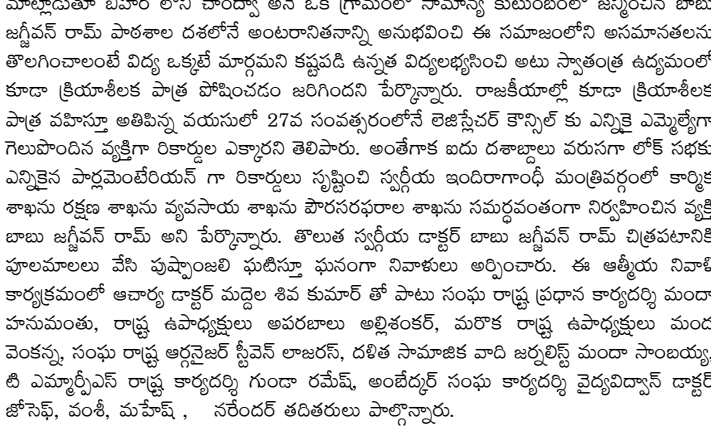 మాట్లాడుతూ బీహార్ లోని చాంద్వా అనే ఒక గ్రామంలో సామాన్య కుటుంబంలో జన్మించిన బాబు
జగ్జీవన్ రామ్ పాఠశాల దశలోనే అంటరానితనాన్ని అనుభవించి ఈ సమాజంలోని అసమానతలను
తొలగించాలంటే విద్య ఒక్కటే మార్గమని కష్టపడి ఉన్నత విద్యలభ్యసించి అటు స్వాతంత్ర ఉద్యమంలో
కూడా క్రియాశీలక పాత్ర పోషించడం జరిగిందని పేర్కొన్నారు. రాజకీయాల్లో కూడా క్రియాశీలక
పాత్ర వహిస్తూ అతిపిన్న వయసులో 27వ సంవత్సరంలోనే లెజిస్లేచర్ కౌన్సిల్ కు ఎన్నికై ఎమ్మెల్యేగా
గెలుపొందిన వ్యక్తిగా రికార్డుల ఎక్కారని తెలిపారు. అంతేగాక ఐదు దశాబ్దాలు వరుసగా లోక్ సభకు
ఎన్నికైన పార్లమెంటేరియన్ గా రికార్డులు సృష్టించి స్వర్గీయ ఇందిరాగాంధీ మంత్రివర్గంలో కార్మిక
శాఖను రక్షణ శాఖను వ్యవసాయ శాఖను పౌరసరఫరాల శాఖను సమర్ధవంతంగా నిర్వహించిన వ్యక్తి
బాబు జగ్జీవన్ రామ్ అని పేర్కొన్నారు. తొలుత స్వర్గీయ డాక్టర్ బాబు జగ్జీవన్ రామ్ చిత్రపటానికి
పూలమాలలు వేసి పుష్పాంజలి ఘటిస్తూ ఘనంగా నివాళులు అర్పించారు. ఈ ఆత్మీయ నివాళి
కార్యక్రమంలో ఆచార్య డాక్టర్ మద్దెల శివ కుమార్ తో పాటు సంఘ రాష్ట్ర ప్రధాన కార్యదర్శి మందా
హనుమంతు, రాష్ట్ర ఉపాధ్యక్షులు అపరబాలు అల్లిశంకర్, మరొక రాష్ట్ర ఉపాధ్యక్షులు మంద
వెంకన్న, సంఘ రాష్ట్ర ఆర్గనైజర్ స్టీవెన్ లాజరస్, దళిత సామాజిక వాది జర్నలిస్ట్ మందా సాంబయ్య,
టి ఎమ్మార్పీఎస్ రాష్ట్ర కార్యదర్శి గుండా రమేష్, అంబేద్కర్ సంఘ కార్యదర్శి వైద్యవిద్వాన్ డాక్టర్
జోసెఫ్, వంశీ, మహేష్ , నరేందర్ తదితరులు పాల్గొన్నారు.